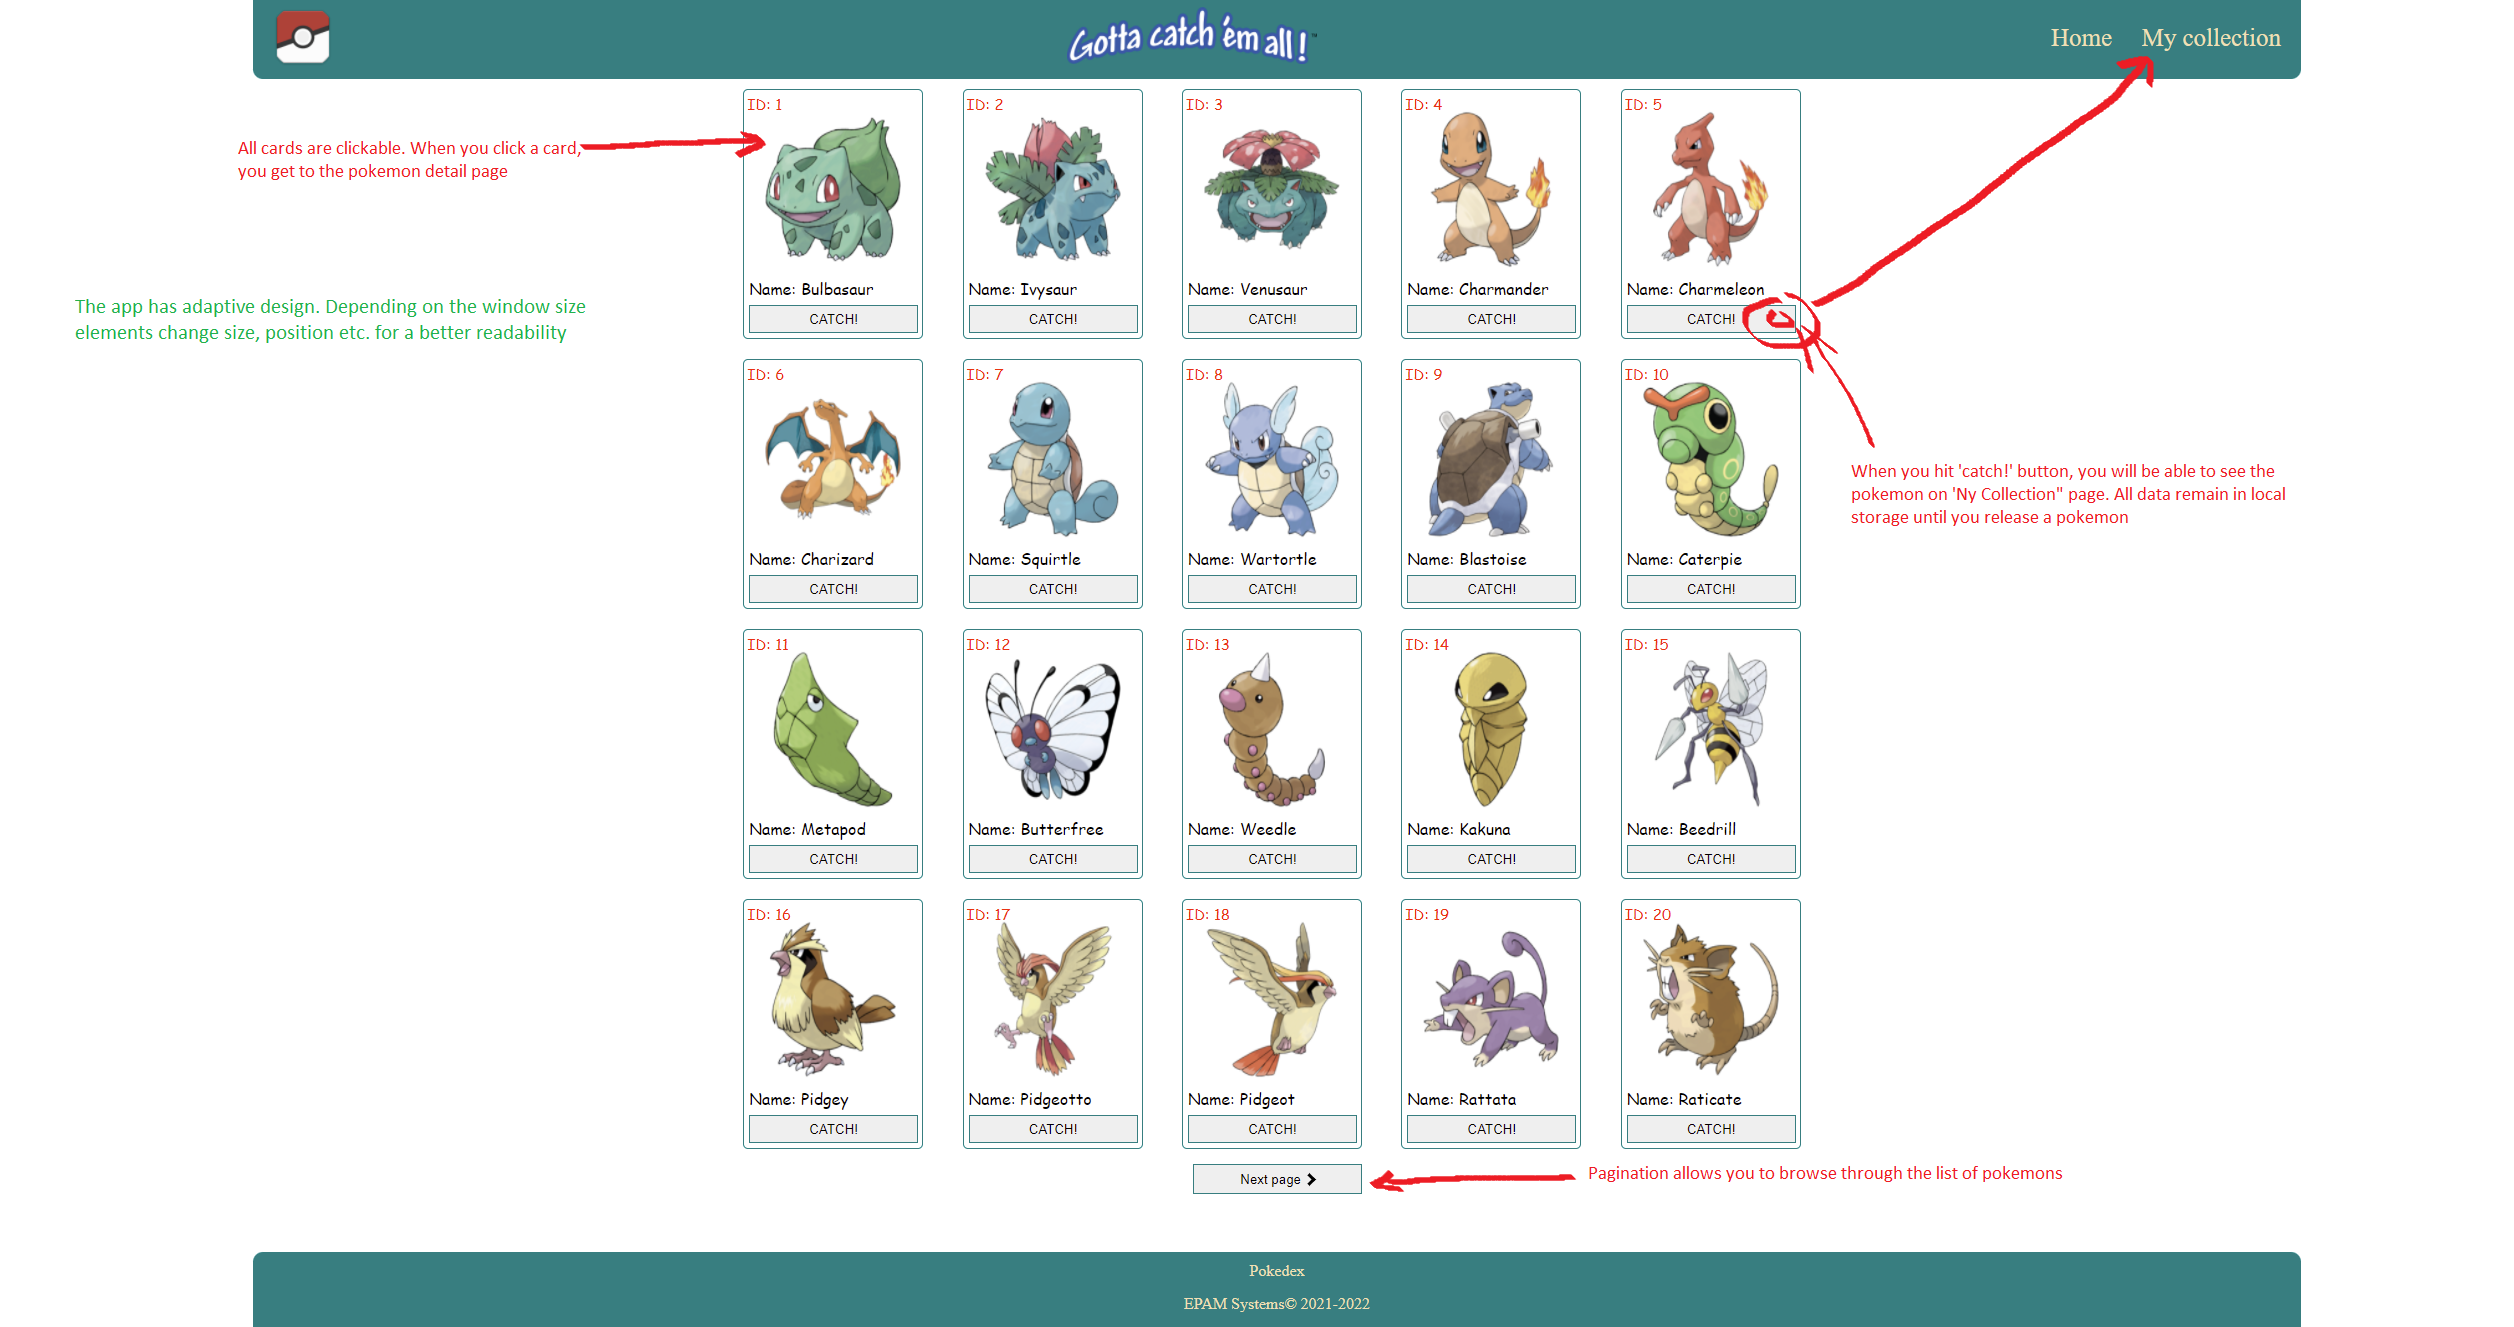 Gotta catch 'em all! ™
Home
My collection
All cards are clickable. When you click a card,
you get to the pokemon detail page
The app has adaptive design. Depending on the window size
elements change size, position etc. for a better readability
ID: 1
Name: Bulbasaur
CATCH!
ID: 2
Name: Ivysaur
CATCH!
ID: 3
Name: Venusaur
CATCH!
ID: 4
Name: Charmander
CATCH!
ID: 5
Name: Charmeleon
CATCH!
When you hit 'catch!' button, you will be able to see the
pokemon on 'Ny Collection" page. All data remain in local
storage until you release a pokemon
ID: 6
Name: Charizard
CATCH!
ID: 7
Name: Squirtle
CATCH!
ID: 8
Name: Wartortle
CATCH!
ID: 9
Name: Blastoise
CATCH!
ID: 10
Name: Caterpie
CATCH!
ID: 11
Name: Metapod
CATCH!
ID: 12
Name: Butterfree
CATCH!
ID: 13
Name: Weedle
CATCH!
ID: 14
Name: Kakuna
CATCH!
ID: 15
Name: Beedrill
CATCH!
ID: 16
Name: Pidgey
CATCH!
ID: 17
Name: Pidgeotto
CATCH!
ID: 18
Name: Pidgeot
CATCH!
ID: 19
Name: Rattata
CATCH!
ID: 20
Name: Raticate
CATCH!
Next page
Pagination allows you to browse through the list of pokemons
Pokedex
EPAM Systems© 2021-2022